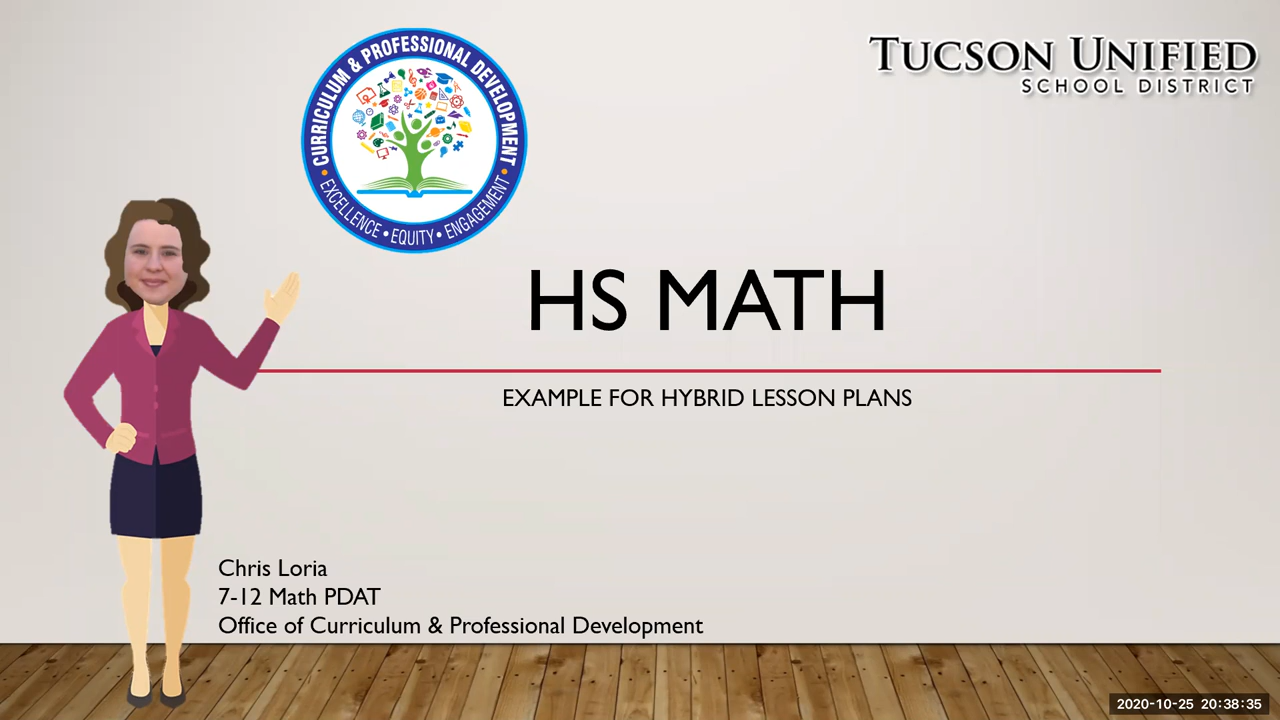 CURRICULUM & PROFESSIONAL DEVELOPMENT
• EXCELLENCE • EQUITY • ENGAGEMENT •
TUCSON UNIFIED
SCHOOL DISTRICT
HS MATH
EXAMPLE FOR HYBRID LESSON PLANS
Chris Loria
7-12 Math PDAT
Office of Curriculum & Professional Development
2020-10-25 20:38:35